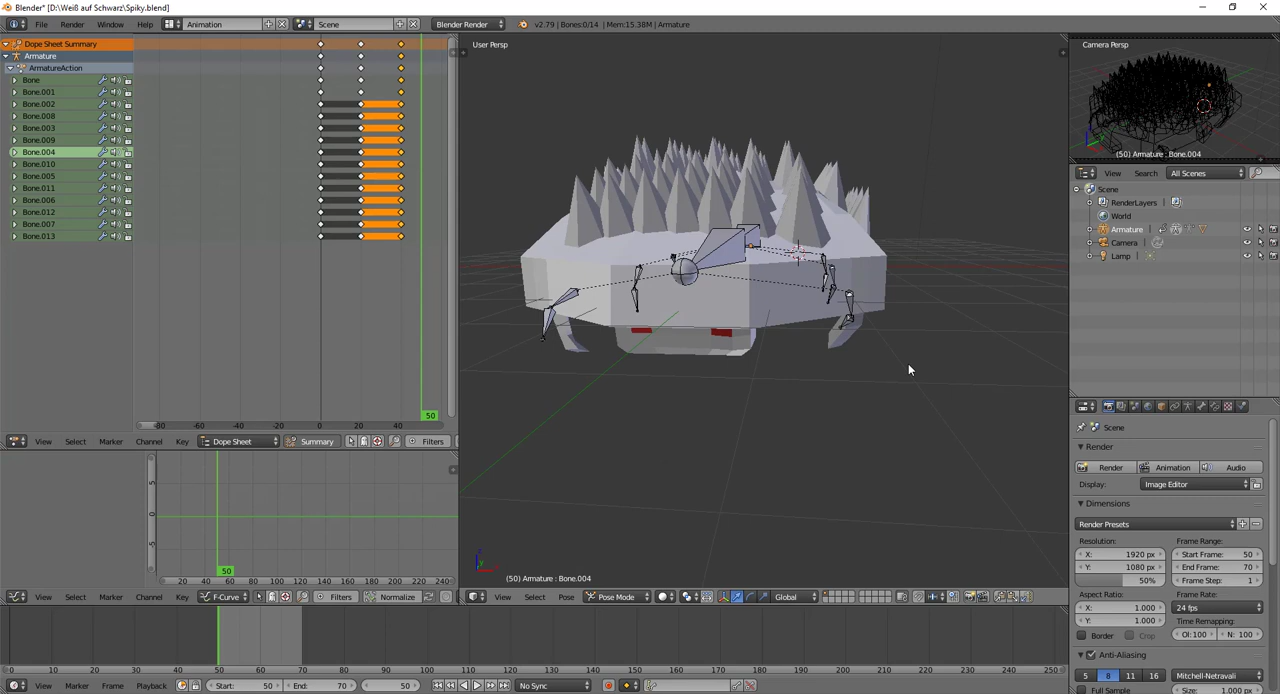 Blender* [D:\Weiß auf Schwarz\Spiky.blend]
File Render Window Help Animation Scene Blender Render v2.79 | Bones:0/14 | Mem:15.38M | Armature
Dope Sheet Summary
Armature
ArmatureAction
Bone
Bone.001
Bone.002
Bone.008
Bone.003
Bone.009
Bone.004
Bone.010
Bone.005
Bone.011
Bone.006
Bone.012
Bone.007
Bone.013
50
-80 -60 -40 -20 0 20 40
View Select Marker Channel Key Dope Sheet Summary Filters
5
0
-5
50
20 40 60 80 100 120 140 160 180 200 220 240
View Select Marker Channel Key F-Curve Filters Normalize
User Persp
(50) Armature : Bone.004
View Select Pose Pose Mode Global
Camera Persp
(50) Armature : Bone.004
View Search All Scenes
Scene
RenderLayers
World
Armature
Camera
Lamp
Scene
Render
Render Animation Audio
Display: Image Editor
Dimensions
Render Presets
Resolution: Frame Range:
X: 1920 px Start Frame: 50
Y: 1080 px End Frame: 70
50% Frame Step: 1
Aspect Ratio: Frame Rate:
X: 1.000 24 fps
Y: 1.000 Time Remapping:
Border Crop Ol:100 N: 100
Anti-Aliasing
5 8 11 16 Mitchell-Netravali
Full Sample Size: 1.000 px
0 10 20 30 40 50 60 70 80 90 100 110 120 130 140 150 160 170 180 190 200 210 220 230 240 250
View Marker Frame Playback Start: 50 End: 70 50 No Sync